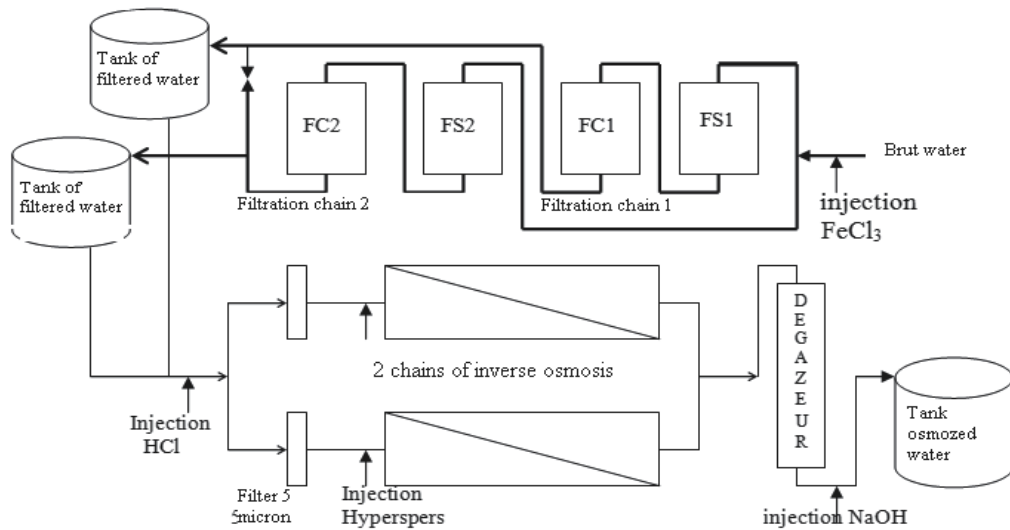 Tank of
filtered water
FC2
FS2
FC1
FS1
Brut water
Tank of
filtered water
Filtration chain 2
Filtration chain 1
injection
FeCl₃
DEGAZEUR
2 chains of inverse osmosis
Injection
HCl
Tank
osmozed
water
Filter 5
5micron
Injection
Hyperspers
injection NaOH